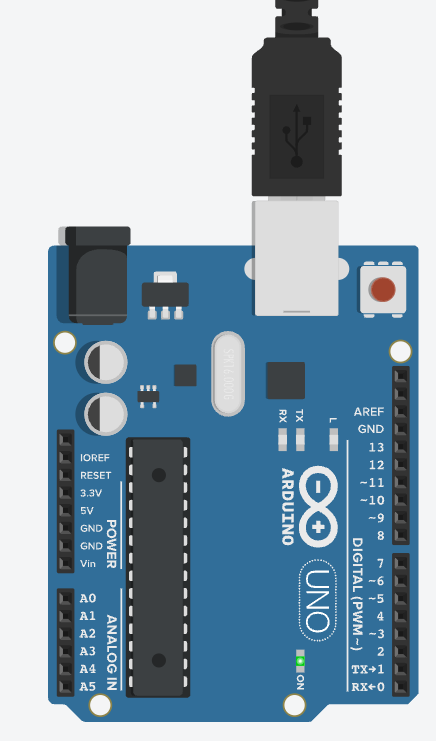 SPK16.000G
RX
TX
L
AREF
GND
13
12
~11
~10
~9
8
7
~6
~5
4
~3
2
TX→1
RX←0
DIGITAL (PWM~)
ARDUINO
UNO
ON
IOREF
RESET
3.3V
5V
GND
GND
Vin
POWER
A0
A1
A2
A3
A4
A5
ANALOG IN